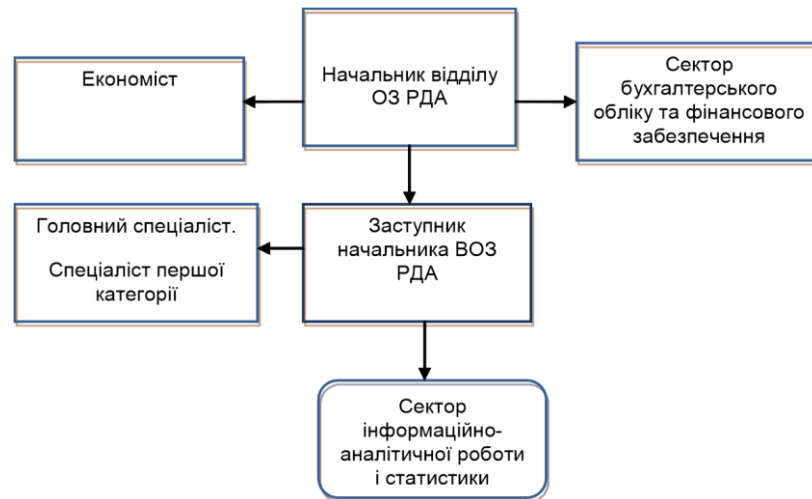 Економіст
Начальник відділу
ОЗ РДА
Сектор
бухгалтерського
обліку та фінансового
забезпечення
Головний спеціаліст.
Спеціаліст першої
категорії
Заступник
начальника ВОЗ
РДА
Сектор
інформаційно-
аналітичної роботи
і статистики